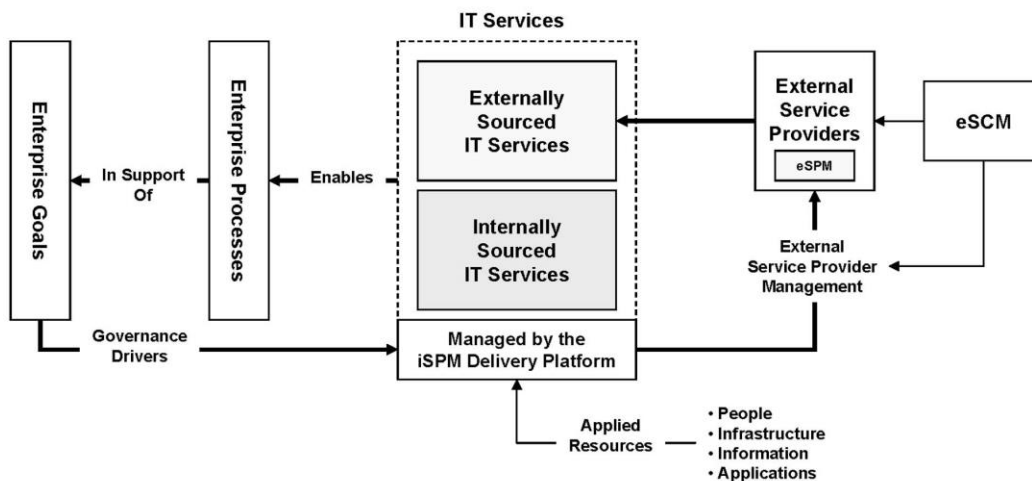 IT Services
Enterprise Goals
In Support
Of
Enterprise Processes
Enables
Externally
Sourced
IT Services
Internally
Sourced
IT Services
External
Service
Providers
eSPM
eSCM
External
Service Provider
Management
Governance
Drivers
Managed by the
iSPM Delivery Platform
Applied
Resources
• People
• Infrastructure
• Information
• Applications